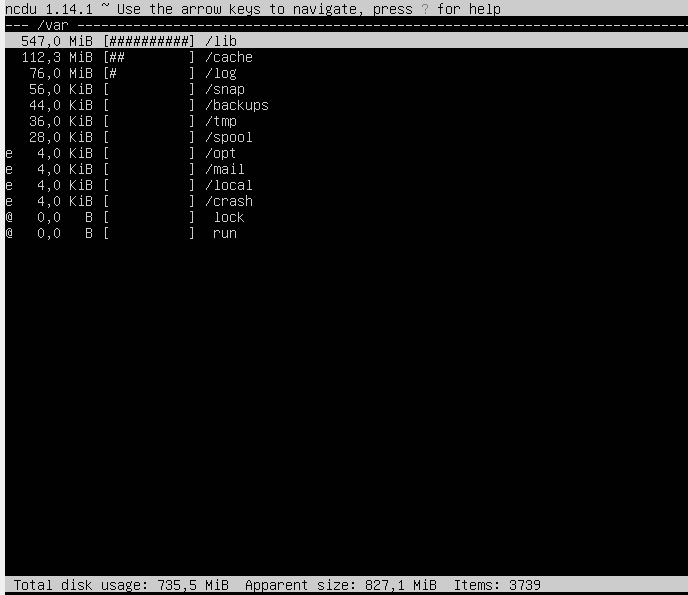 ncdu 1.14.1 ~ Use the arrow keys to navigate, press ? for help
--- /var -----------------------------------------------------------------------------
  547,0 MiB [##########] /lib
  112,3 MiB [##        ] /cache
   76,0 MiB [#         ] /log
   56,0 KiB [          ] /snap
   44,0 KiB [          ] /backups
   36,0 KiB [          ] /tmp
   28,0 KiB [          ] /spool
e   4,0 KiB [          ] /opt
e   4,0 KiB [          ] /mail
e   4,0 KiB [          ] /local
e   4,0 KiB [          ] /crash
@   0,0   B [          ]  lock
@   0,0   B [          ]  run
Total disk usage: 735,5 MiB  Apparent size: 827,1 MiB  Items: 3739